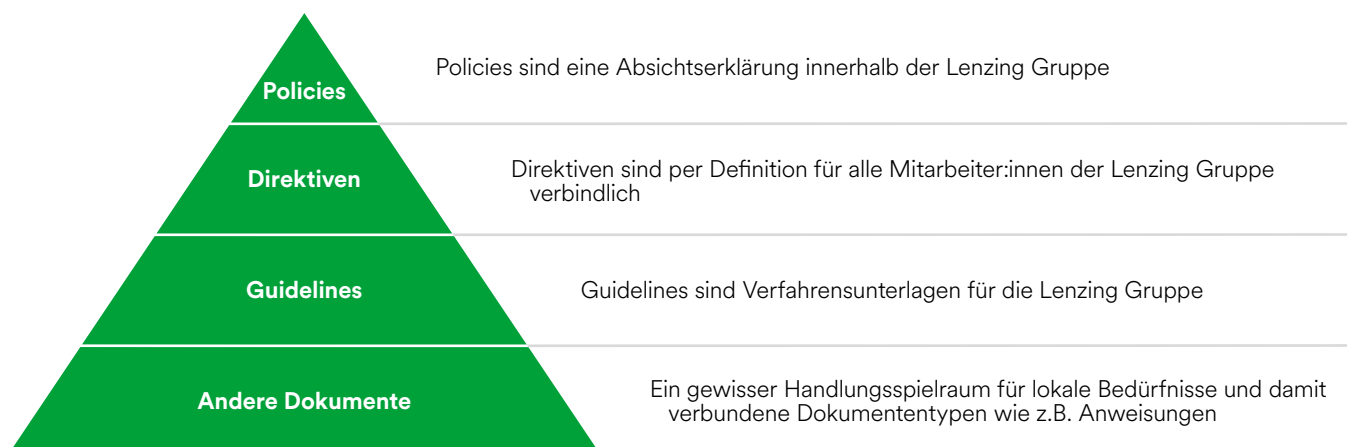 Policies
Policies sind eine Absichtserklärung innerhalb der Lenzing Gruppe
Direktiven
Direktiven sind per Definition für alle Mitarbeiter:innen der Lenzing Gruppe
verbindlich
Guidelines
Guidelines sind Verfahrensunterlagen für die Lenzing Gruppe
Andere Dokumente
Ein gewisser Handlungsspielraum für lokale Bedürfnisse und damit
verbundene Dokumententypen wie z.B. Anweisungen